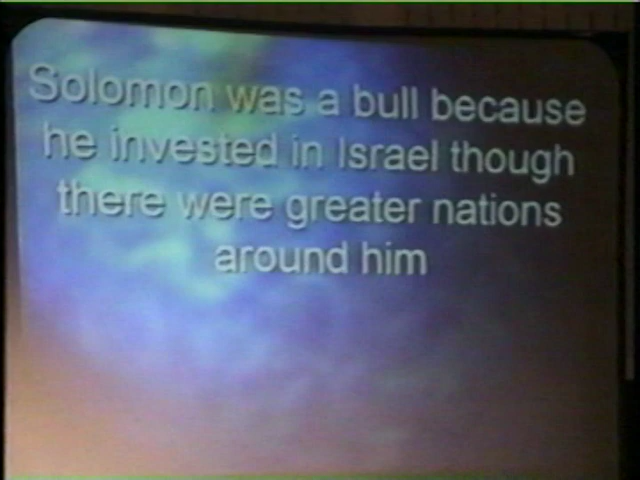 Solomon was a bull because
he invested in Israel though
there were greater nations
around him